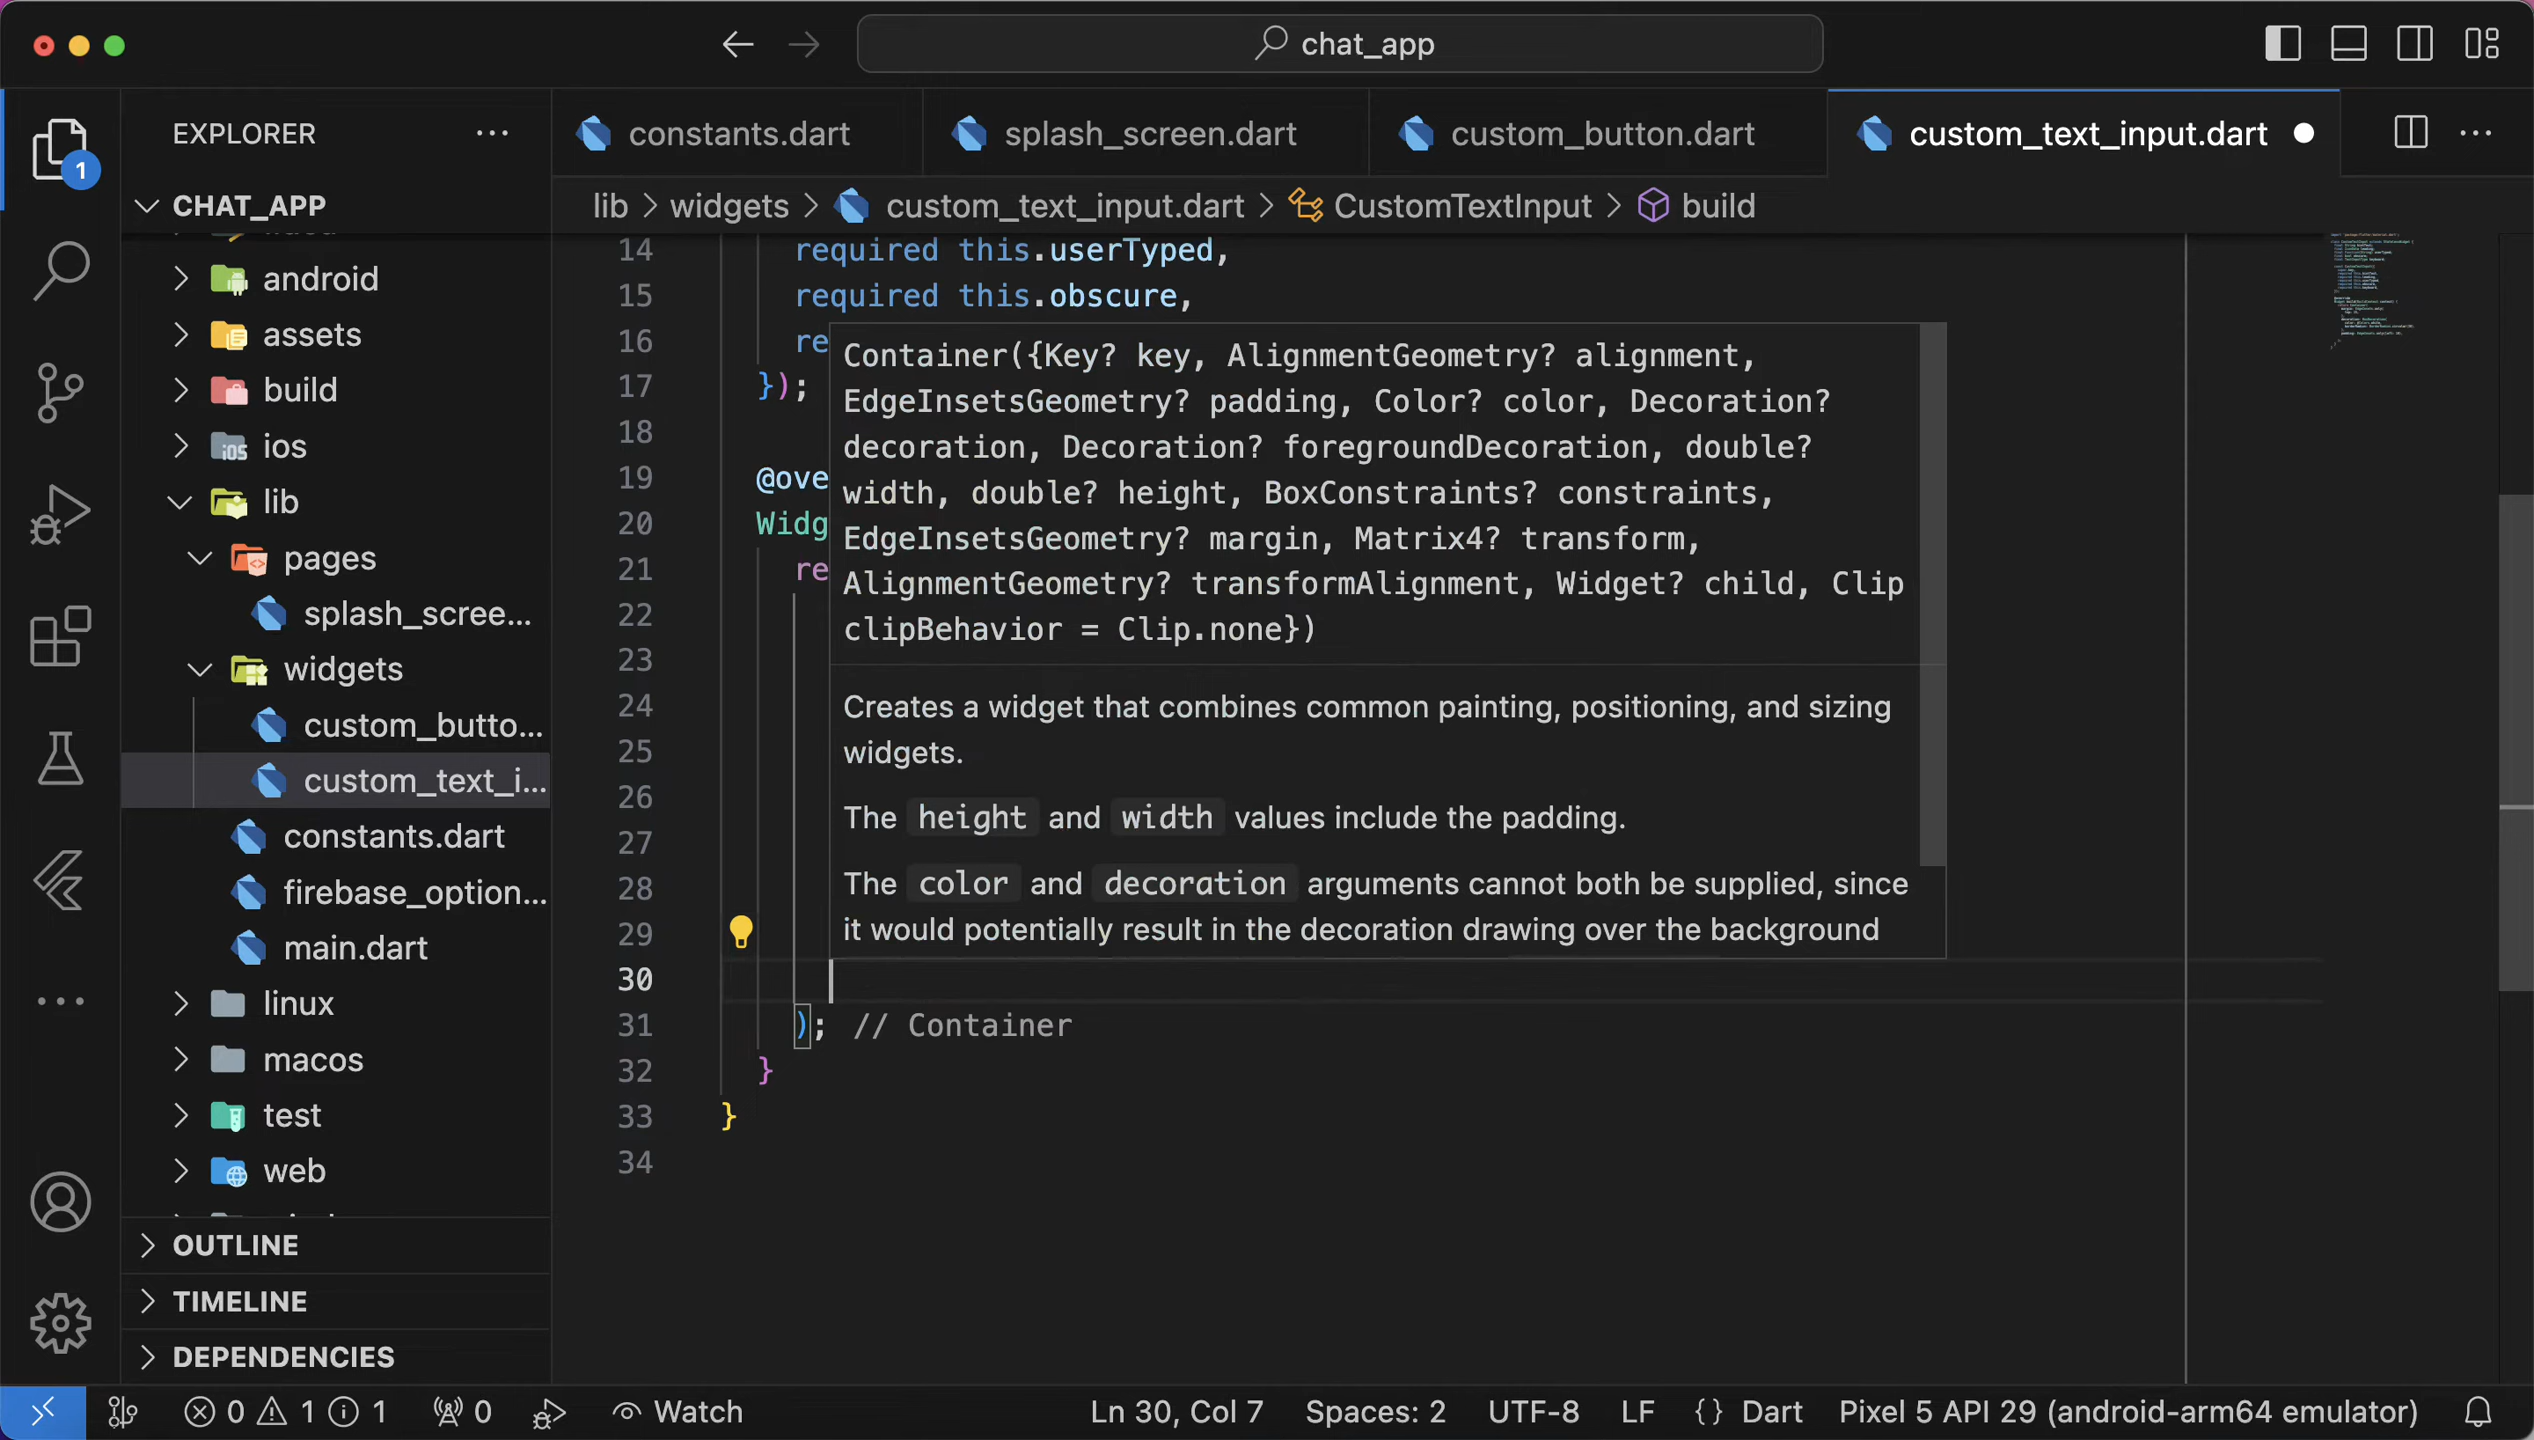 chat_app
1
EXPLORER
constants.dart
splash_screen.dart
custom_button.dart
custom_text_input.dart
CHAT_APP
lib > widgets > custom_text_input.dart > CustomTextInput > build
android
assets
build
ios
lib
pages
splash_scree...
widgets
custom_butto...
custom_text_i...
constants.dart
firebase_option...
main.dart
linux
macos
test
web
OUTLINE
TIMELINE
DEPENDENCIES
14 required this.userTyped,
15 required this.obscure,
16 re
17 });
18
19 @ove
20 Widg
21 re
22
23
24
25
26
27
28
29
30
31 ); // Container
32 }
33 }
34
Container({Key? key, AlignmentGeometry? alignment,
EdgeInsetsGeometry? padding, Color? color, Decoration?
decoration, Decoration? foregroundDecoration, double?
width, double? height, BoxConstraints? constraints,
EdgeInsetsGeometry? margin, Matrix4? transform,
AlignmentGeometry? transformAlignment, Widget? child, Clip
clipBehavior = Clip.none})
Creates a widget that combines common painting, positioning, and sizing
widgets.
The height and width values include the padding.
The color and decoration arguments cannot both be supplied, since
it would potentially result in the decoration drawing over the background
0 1 1 0 Watch Ln 30, Col 7 Spaces: 2 UTF-8 LF {} Dart Pixel 5 API 29 (android-arm64 emulator)